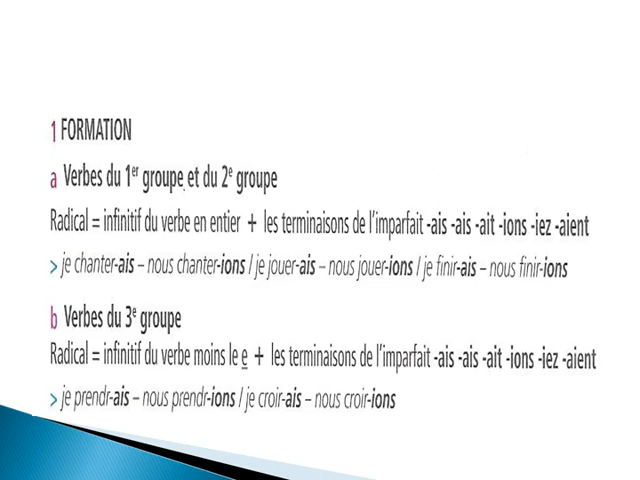 1 FORMATION
a Verbes du 1er groupe et du 2e groupe
Radical = infinitif du verbe en entier + les terminaisons de l'imparfait -ais -ais -ait -ions -iez -aient
> je chanter-ais – nous chanter-ions / je jouer-ais – nous jouer-ions / je finir-ais – nous finir-ions
b Verbes du 3e groupe
Radical = infinitif du verbe moins le e + les terminaisons de l'imparfait -ais -ais -ait -ions -iez -aient
> je prendr-ais – nous prendr-ions / je croir-ais – nous croir-ions